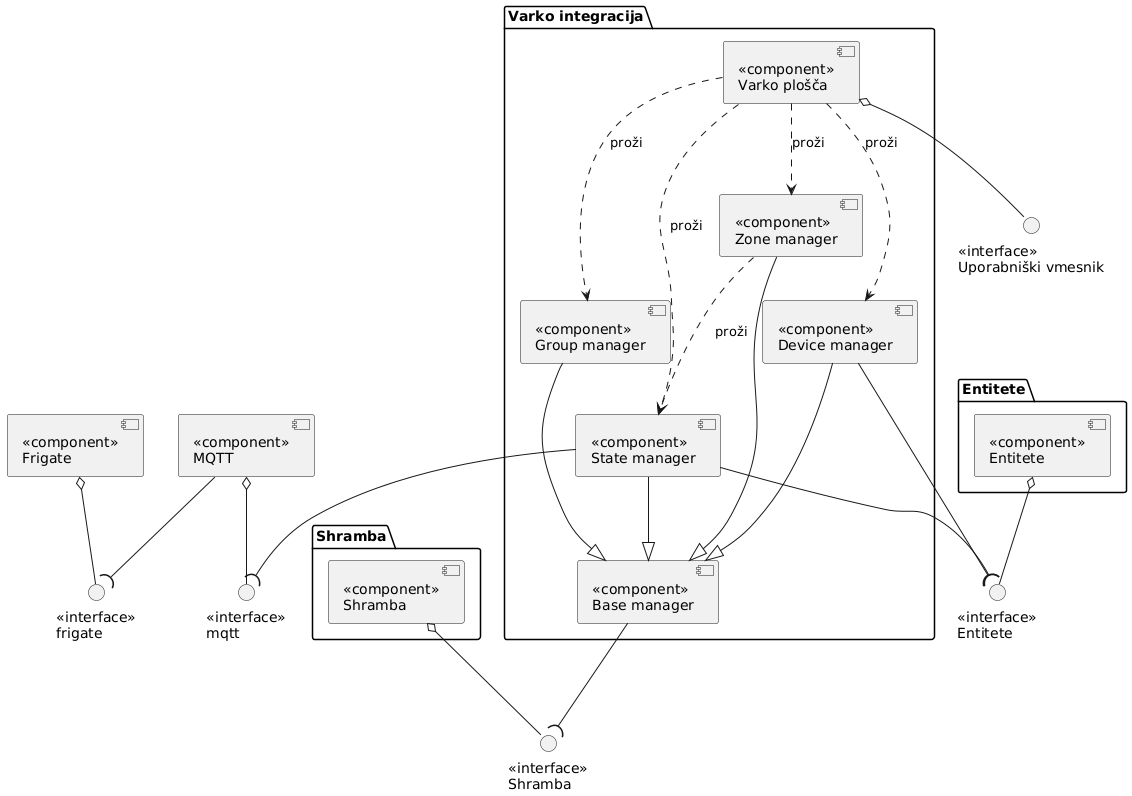 Varko integracija
«component»
Varko plošča
proži
proži
proži
proži
«component»
Zone manager
«interface»
Uporabniški vmesnik
proži
«component»
Group manager
«component»
Device manager
Entitete
«component»
Entitete
«component»
Frigate
«component»
MQTT
«component»
State manager
Shramba
«component»
Shramba
«component»
Base manager
«interface»
frigate
«interface»
mqtt
«interface»
Entitete
«interface»
Shramba